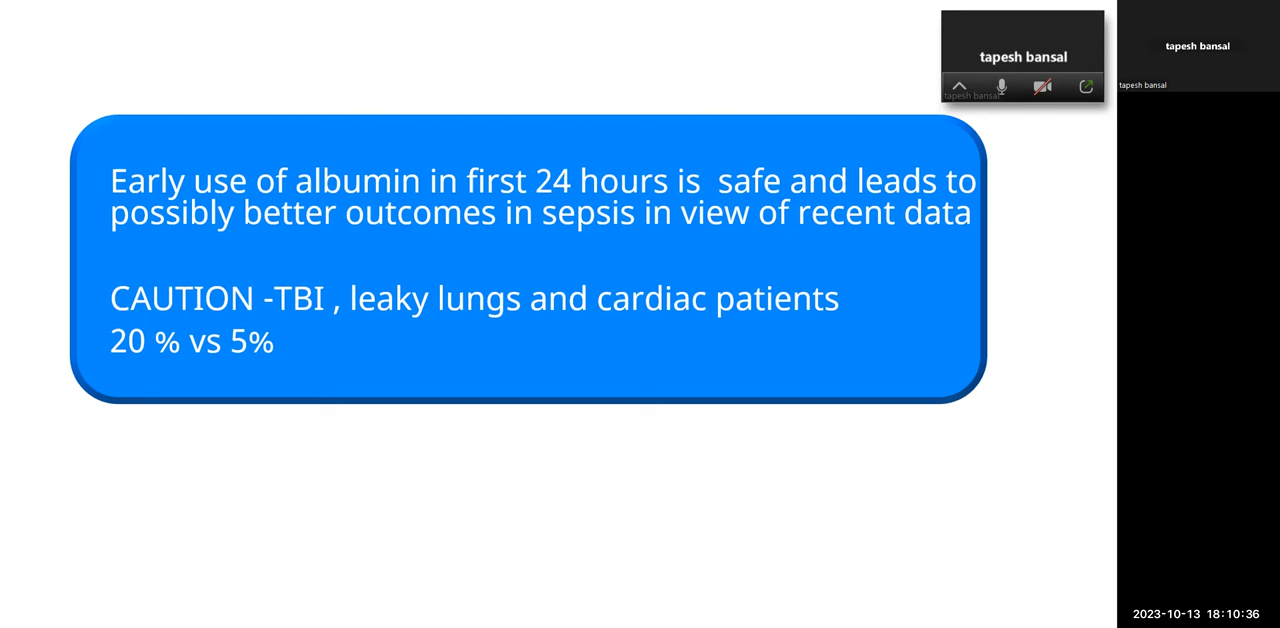 tapesh bansal
tapesh bansal
tapesh bansal
tapesh bansal
Early use of albumin in first 24 hours is  safe and leads to
possibly better outcomes in sepsis in view of recent data
CAUTION -TBI , leaky lungs and cardiac patients
20 % vs 5%
2023-10-13 18:10:36